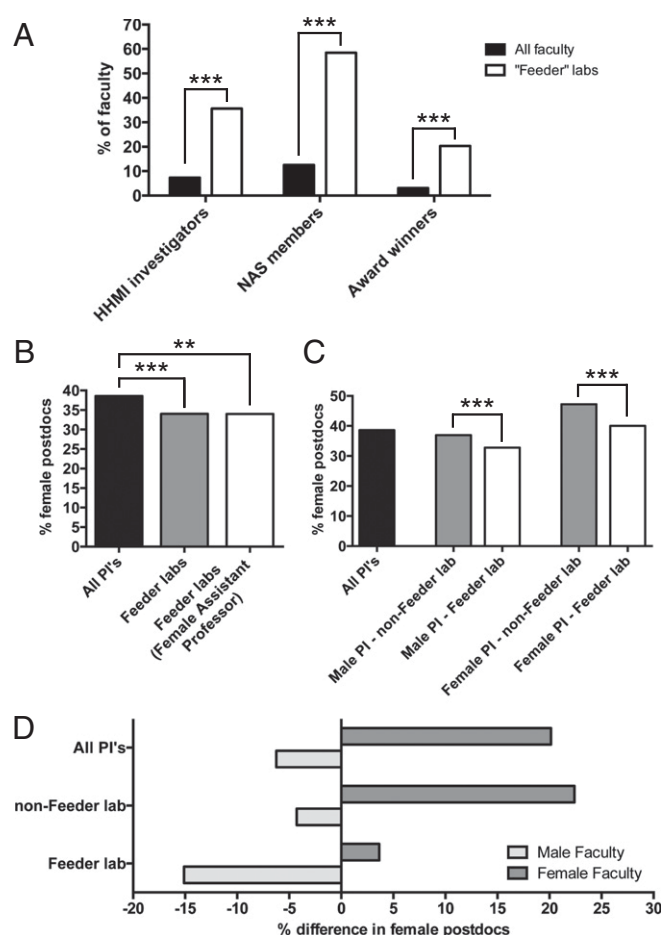 A
70
60
50
40
30
20
10
0
% of faculty
***
***
***
All faculty
"Feeder" labs
HHMI investigators
NAS members
Award winners
B
**
***
40
35
30
25
20
15
10
5
0
% female postdocs
All PI's
Feeder labs
Feeder labs
(Female Assistant
Professor)
C
***
***
50
40
30
20
10
0
% female postdocs
All PI's
Male PI - non-Feeder lab
Male PI - Feeder lab
Female PI - non-Feeder lab
Female PI - Feeder lab
D
All PI's
non-Feeder lab
Feeder lab
Male Faculty
Female Faculty
-20 -15 -10 -5 0 5 10 15 20 25 30
% difference in female postdocs